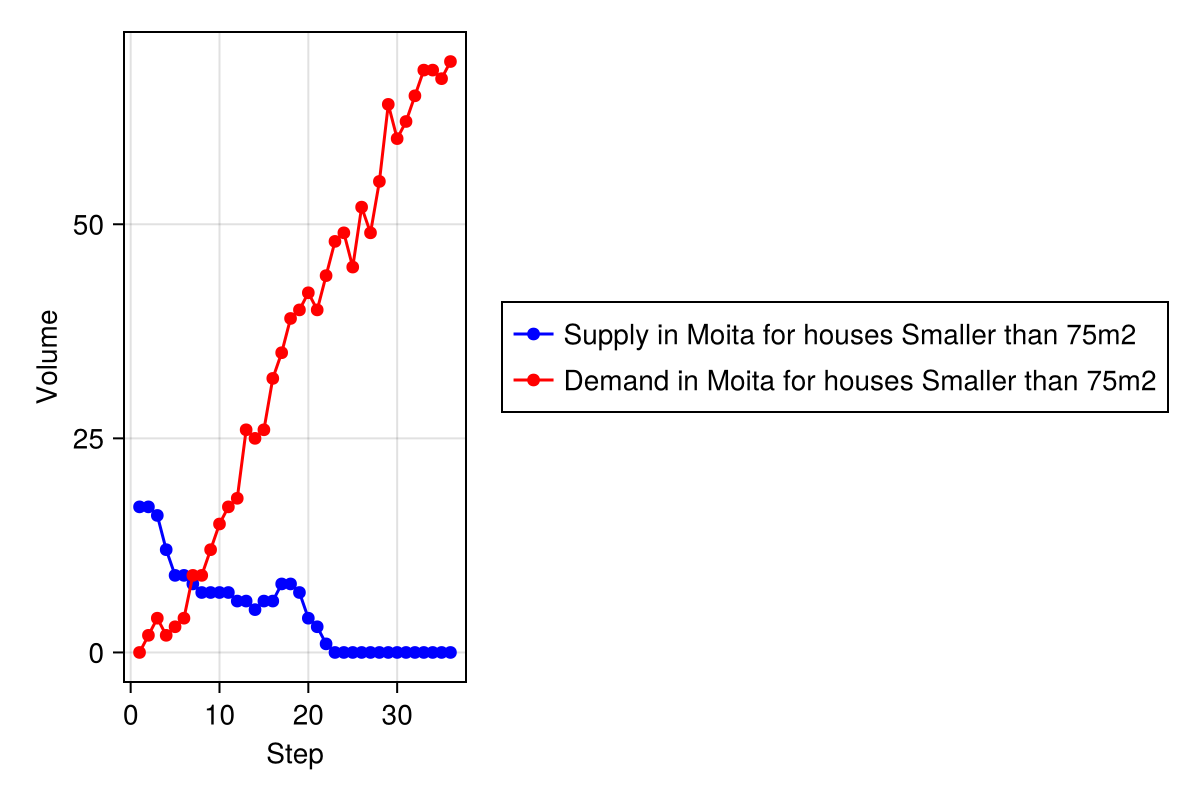 Volume
50
25
0
0 10 20 30
Step
Supply in Moita for houses Smaller than 75m2
Demand in Moita for houses Smaller than 75m2